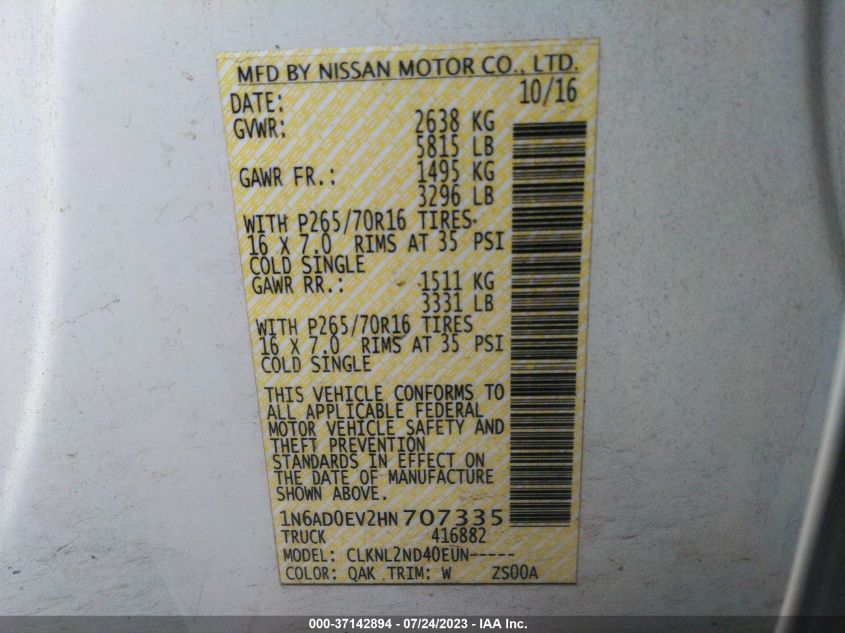 MFD BY NISSAN MOTOR CO., LTD.
DATE: 10/16
GVWR: 2638 KG
5815 LB
GAWR FR.: 1495 KG
3296 LB
WITH P265/70R16 TIRES
16 X 7.0 RIMS AT 35 PSI
COLD SINGLE
GAWR RR.: 1511 KG
3331 LB
WITH P265/70R16 TIRES
16 X 7.0 RIMS AT 35 PSI
COLD SINGLE
THIS VEHICLE CONFORMS TO
ALL APPLICABLE FEDERAL
MOTOR VEHICLE SAFETY AND
THEFT PREVENTION
STANDARDS IN EFFECT ON
THE DATE OF MANUFACTURE
SHOWN ABOVE.
1N6AD0EV2HN707335
TRUCK 416882
MODEL: CLKNL2ND40EUN-----
COLOR: QAK TRIM: W ZS00A
000-37142894 - 07/24/2023 - IAA Inc.